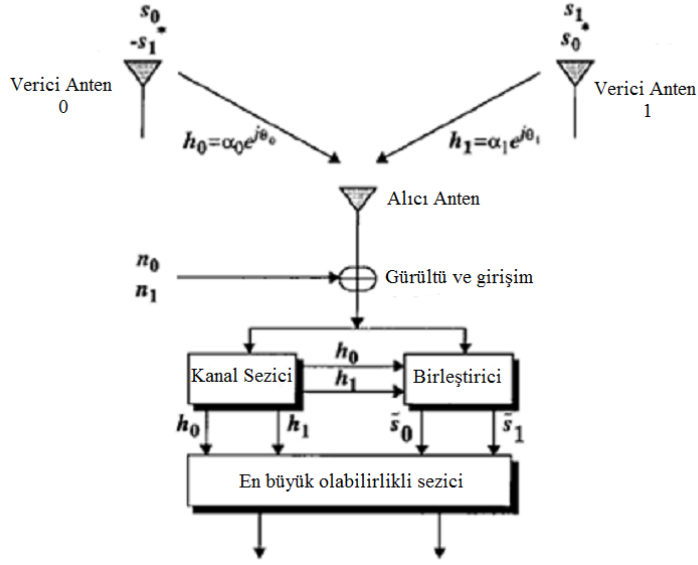 s0
-s1*
s1
s0*
Verici Anten
0
Verici Anten
1
h0=α0e^jθ0
h1=α1e^jθ1
Alıcı Anten
n0
n1
Gürültü ve girişim
Kanal Sezici
h0
h1
Birleştirici
h0
h1
s̃0
s̃1
En büyük olabilirlikli sezici